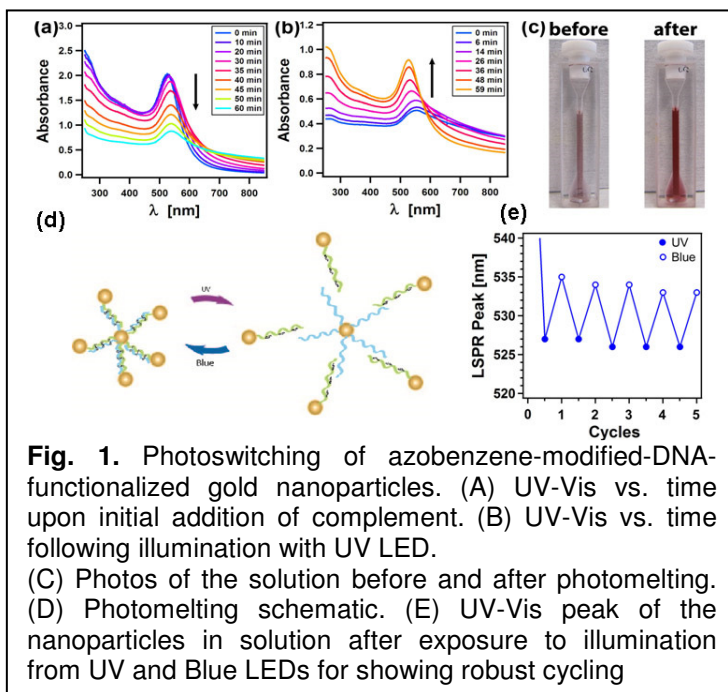 (a)
3.0
2.5
2.0
1.5
1.0
0.5
0.0
Absorbance
300 400 500 600 700 800
λ [nm]
0 min
10 min
20 min
30 min
35 min
40 min
45 min
50 min
60 min
(b)
1.2
1.0
0.8
0.6
0.4
0.2
0.0
Absorbance
300 400 500 600 700 800
λ [nm]
0 min
6 min
14 min
26 min
36 min
48 min
59 min
(c) before after
(d)
UV
Blue
(e)
540
535
530
525
520
LSPR Peak [nm]
0 1 2 3 4 5
Cycles
UV
Blue
Fig. 1. Photoswitching of azobenzene-modified-DNA-
functionalized gold nanoparticles. (A) UV-Vis vs. time
upon initial addition of complement. (B) UV-Vis vs. time
following illumination with UV LED.
(C) Photos of the solution before and after photomelting.
(D) Photomelting schematic. (E) UV-Vis peak of the
nanoparticles in solution after exposure to illumination
from UV and Blue LEDs for showing robust cycling